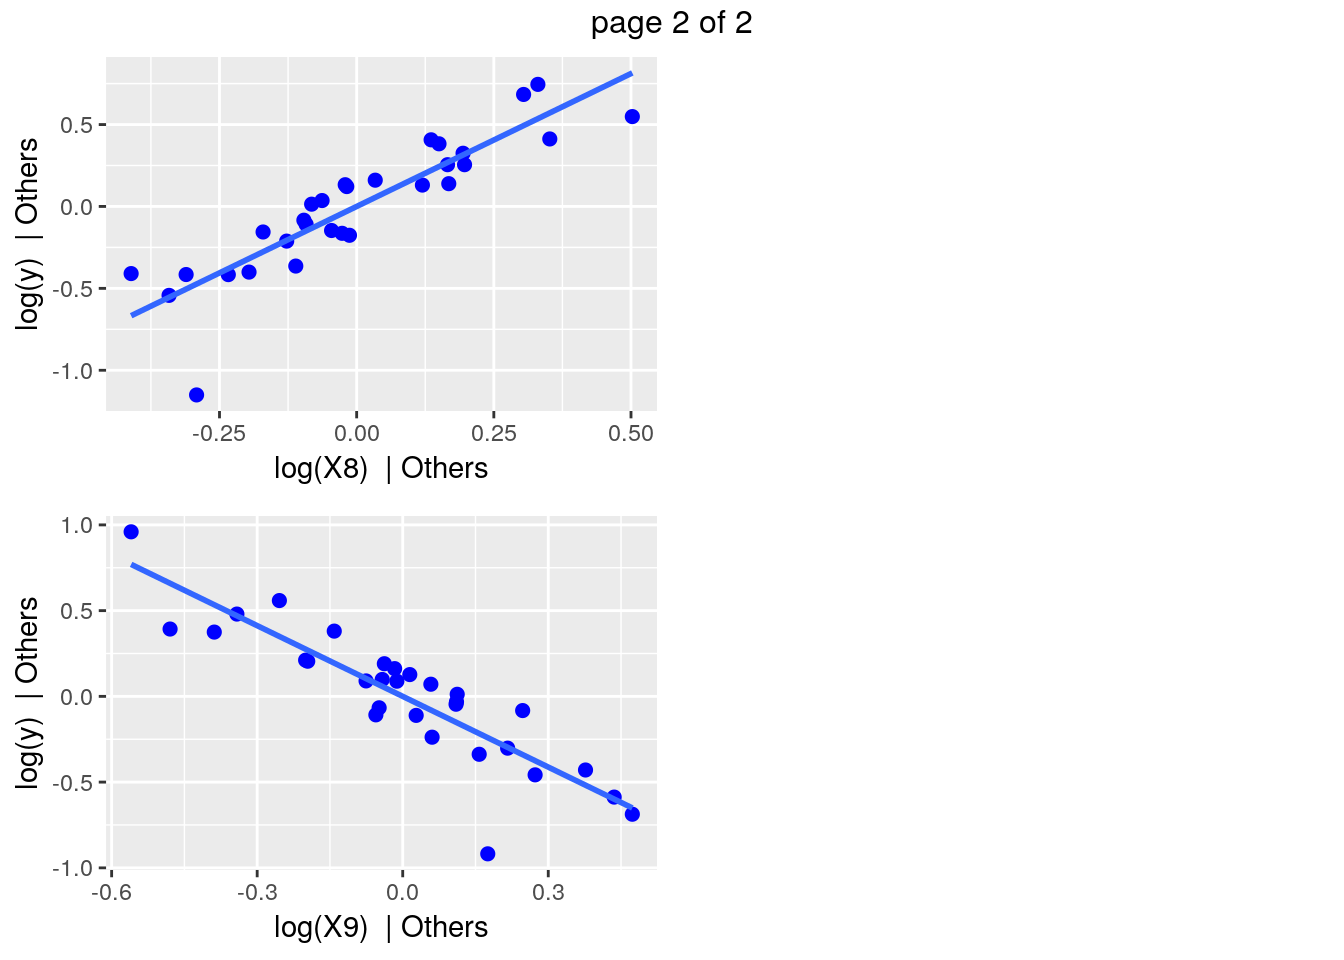 page 2 of 2
log(y) | Others
0.5
0.0
-0.5
-1.0
-0.25 0.00 0.25 0.50
log(X8) | Others
log(y) | Others
1.0
0.5
0.0
-0.5
-1.0
-0.6 -0.3 0.0 0.3
log(X9) | Others